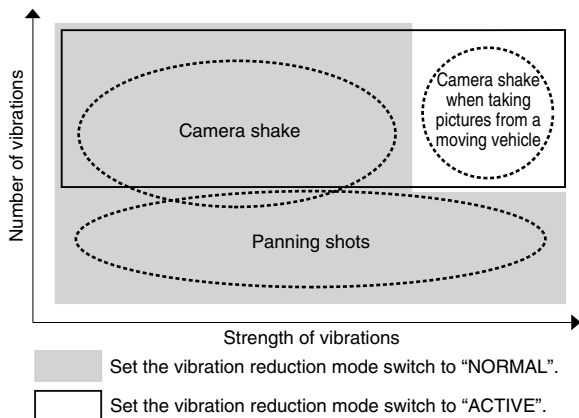 Number of vibrations
Camera shake
Camera shake
when taking
pictures from a
moving vehicle
Panning shots
Strength of vibrations
Set the vibration reduction mode switch to “NORMAL”.
Set the vibration reduction mode switch to “ACTIVE”.